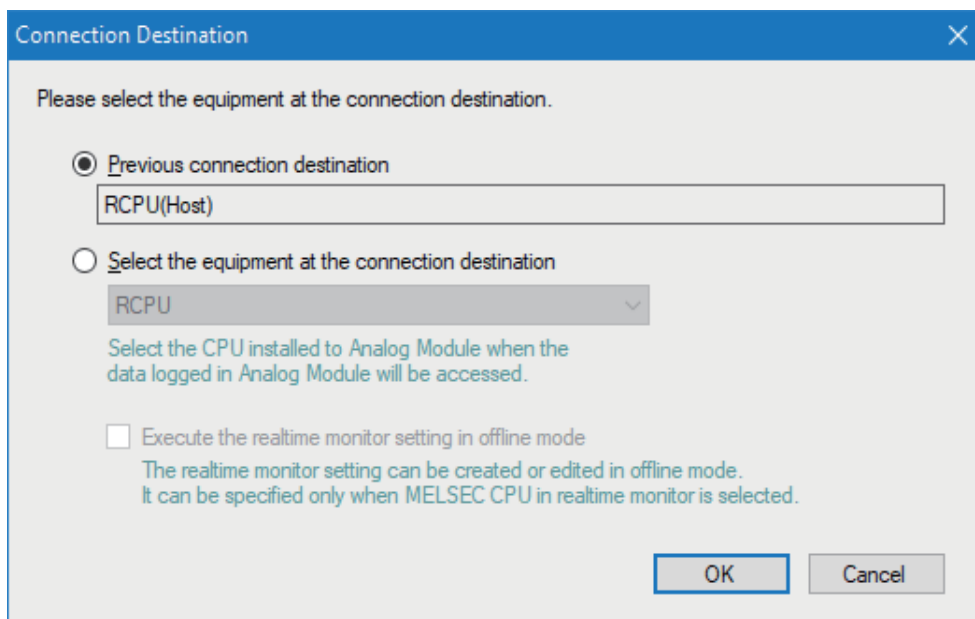 Connection Destination
Please select the equipment at the connection destination.
Previous connection destination
RCPU(Host)
Select the equipment at the connection destination
RCPU
Select the CPU installed to Analog Module when the
data logged in Analog Module will be accessed.
Execute the realtime monitor setting in offline mode
The realtime monitor setting can be created or edited in offline mode.
It can be specified only when MELSEC CPU in realtime monitor is selected.
OK Cancel